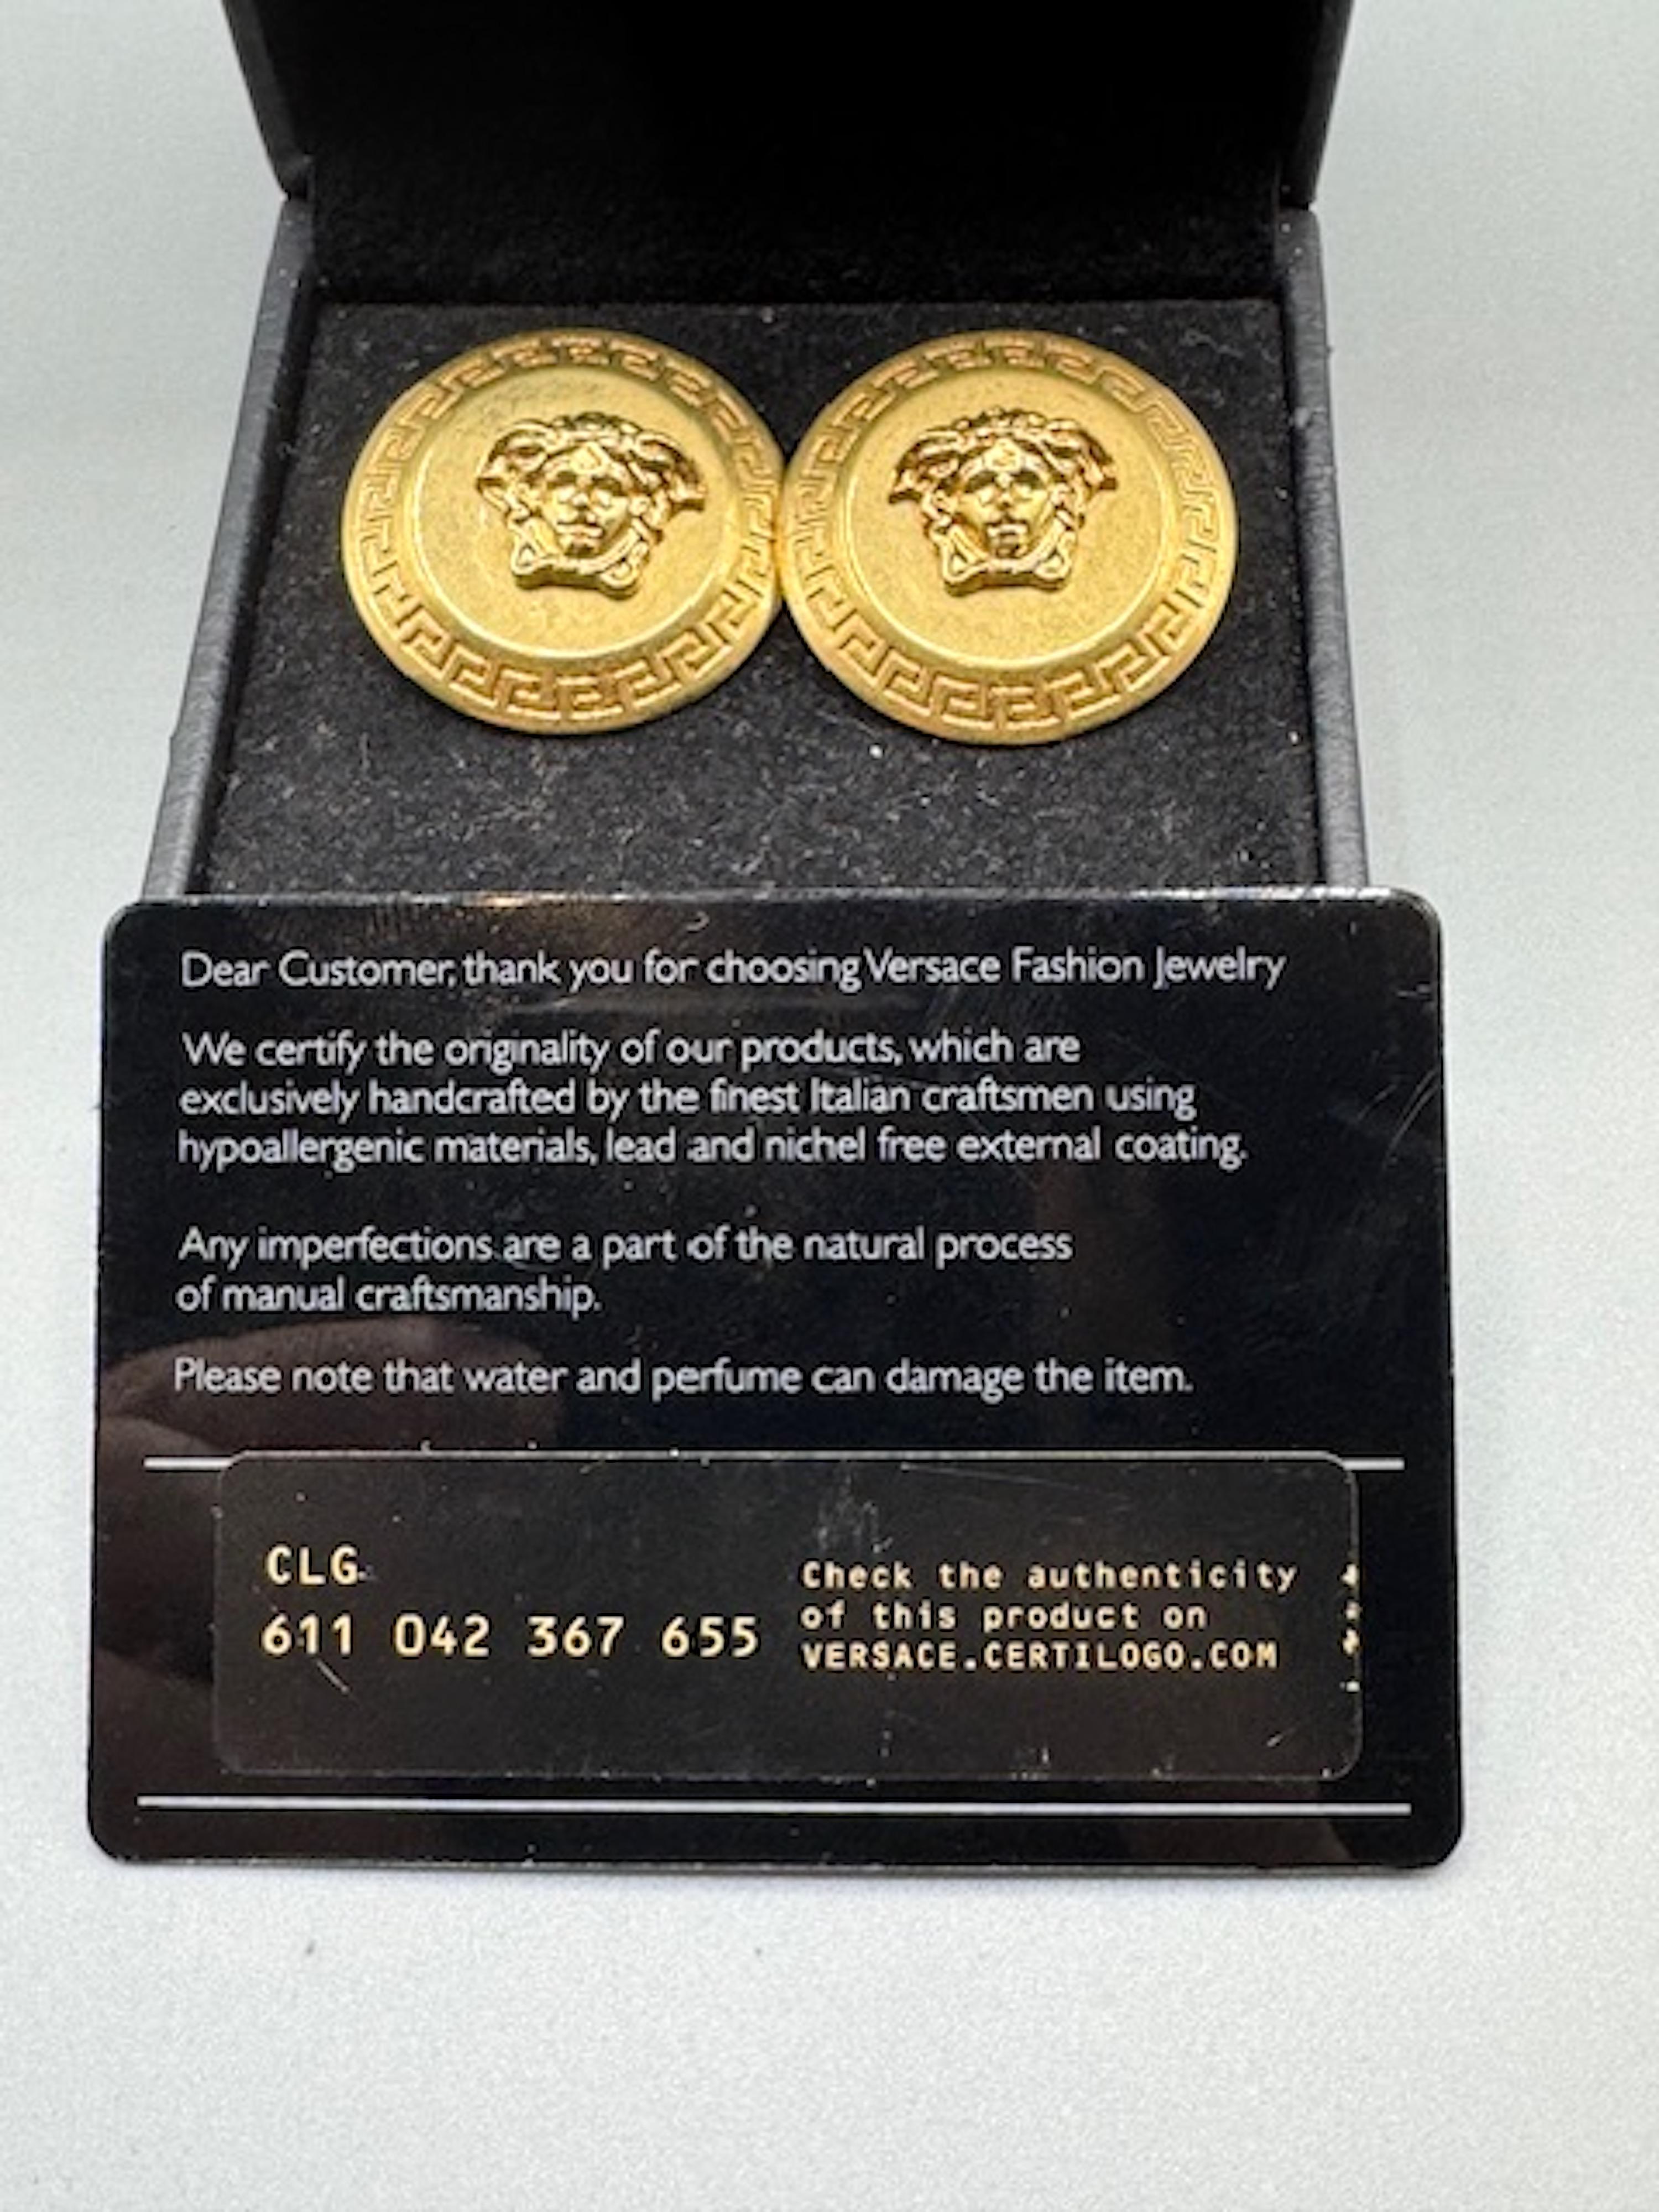 Dear Customer, thank you for choosing Versace Fashion Jewelry
We certify the originality of our products, which are
exclusively handcrafted by the finest Italian craftsmen using
hypoallergenic materials, lead and nichel free external coating.
Any imperfections are a part of the natural process
of manual craftsmanship.
Please note that water and perfume can damage the item.
CLG
611 042 367 655
Check the authenticity
of this product on
VERSACE.CERTILOGO.COM